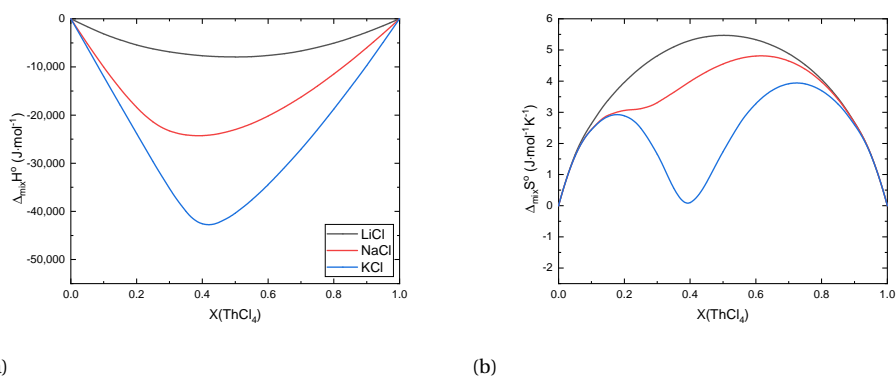 0
-10,000
-20,000
-30,000
-40,000
-50,000
ΔmixHº (J·mol-1)
LiCl
NaCl
KCl
0.0 0.2 0.4 0.6 0.8 1.0
X(ThCl4)
)
6
5
4
3
2
1
0
-1
-2
ΔmixSº (J·mol-1K-1)
0.0 0.2 0.4 0.6 0.8 1.0
X(ThCl4)
(b)